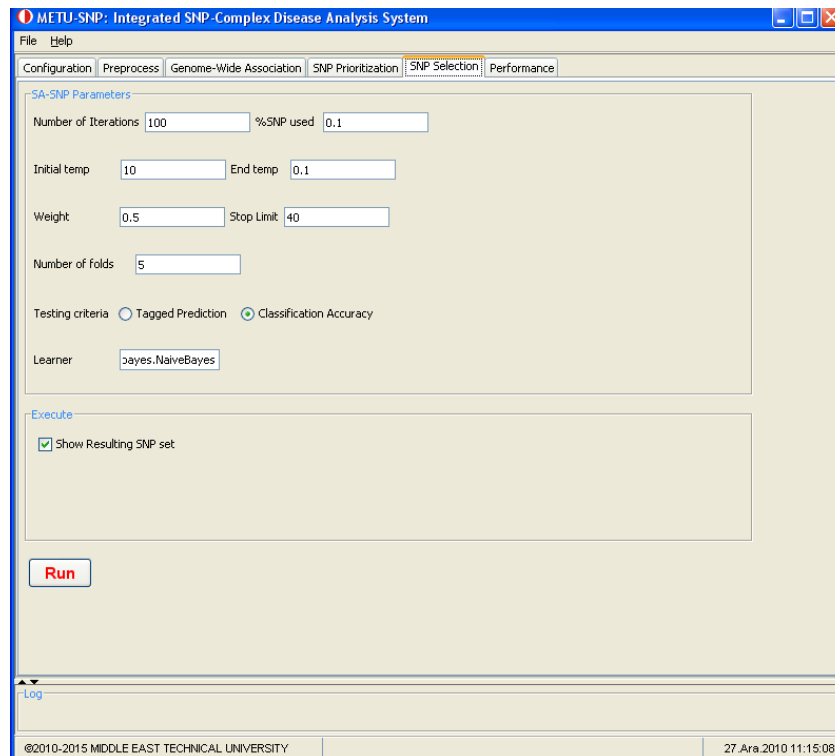 METU-SNP: Integrated SNP-Complex Disease Analysis System
File Help
Configuration Preprocess Genome-Wide Association SNP Prioritization SNP Selection Performance
SA-SNP Parameters
Number of Iterations 100 %SNP used 0.1
Initial temp 10 End temp 0.1
Weight 0.5 Stop Limit 40
Number of folds 5
Testing criteria Tagged Prediction Classification Accuracy
Learner bayes.NaiveBayes
Execute
Show Resulting SNP set
Run
Log
©2010-2015 MIDDLE EAST TECHNICAL UNIVERSITY 27.Ara.2010 11:15:08